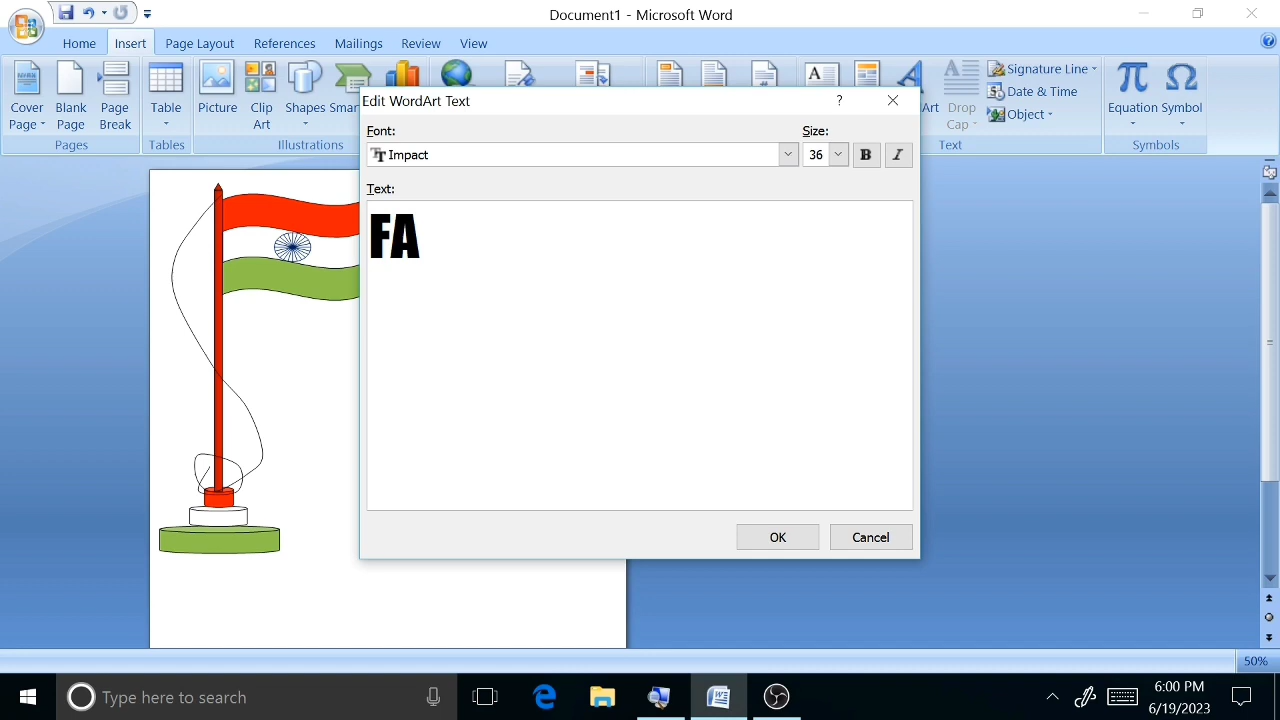 Document1 - Microsoft Word
Home Insert Page Layout References Mailings Review View
Cover Page
Blank Page
Page Break
Pages
Table
Tables
Picture
Clip Art
Shapes
Illustrations
Drop Cap
Signature Line
Date & Time
Object
Text
Equation
Symbol
Symbols
Edit WordArt Text
?
Font:
Size:
Impact
36
B
I
Text:
FA
OK
Cancel
50%
Type here to search
6:00 PM
6/19/2023